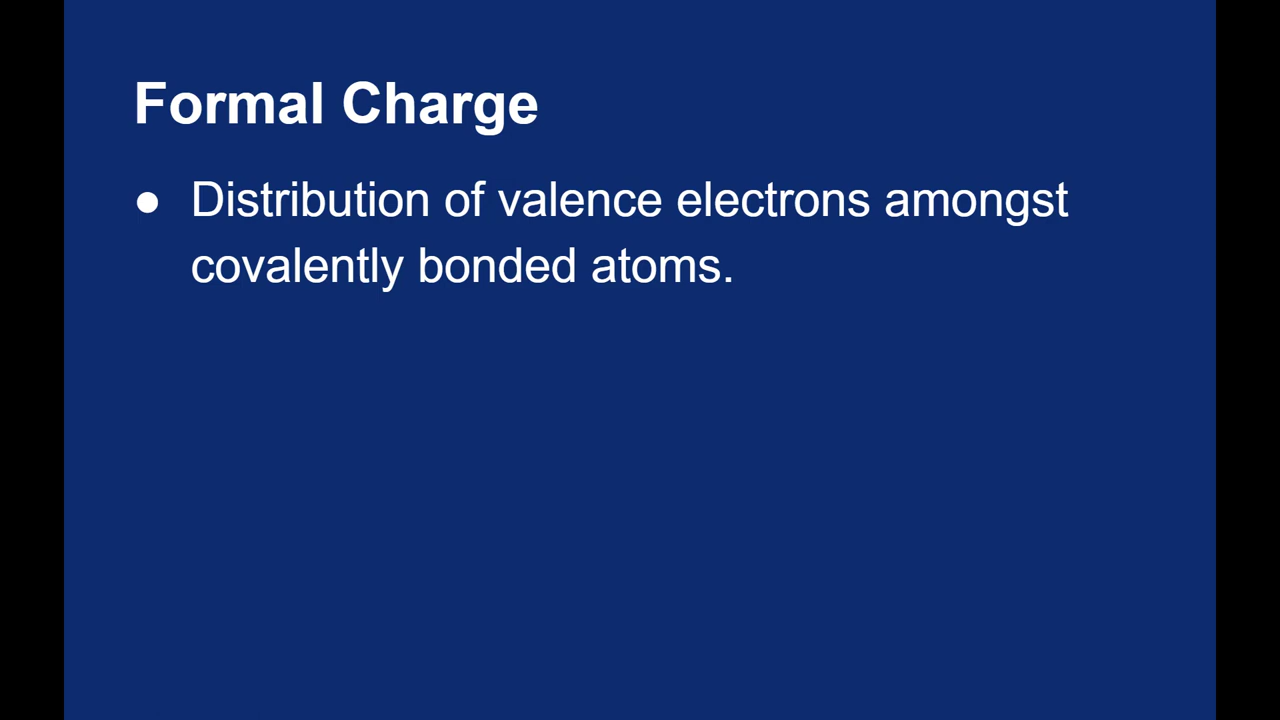 Formal Charge
● Distribution of valence electrons amongst
covalently bonded atoms.